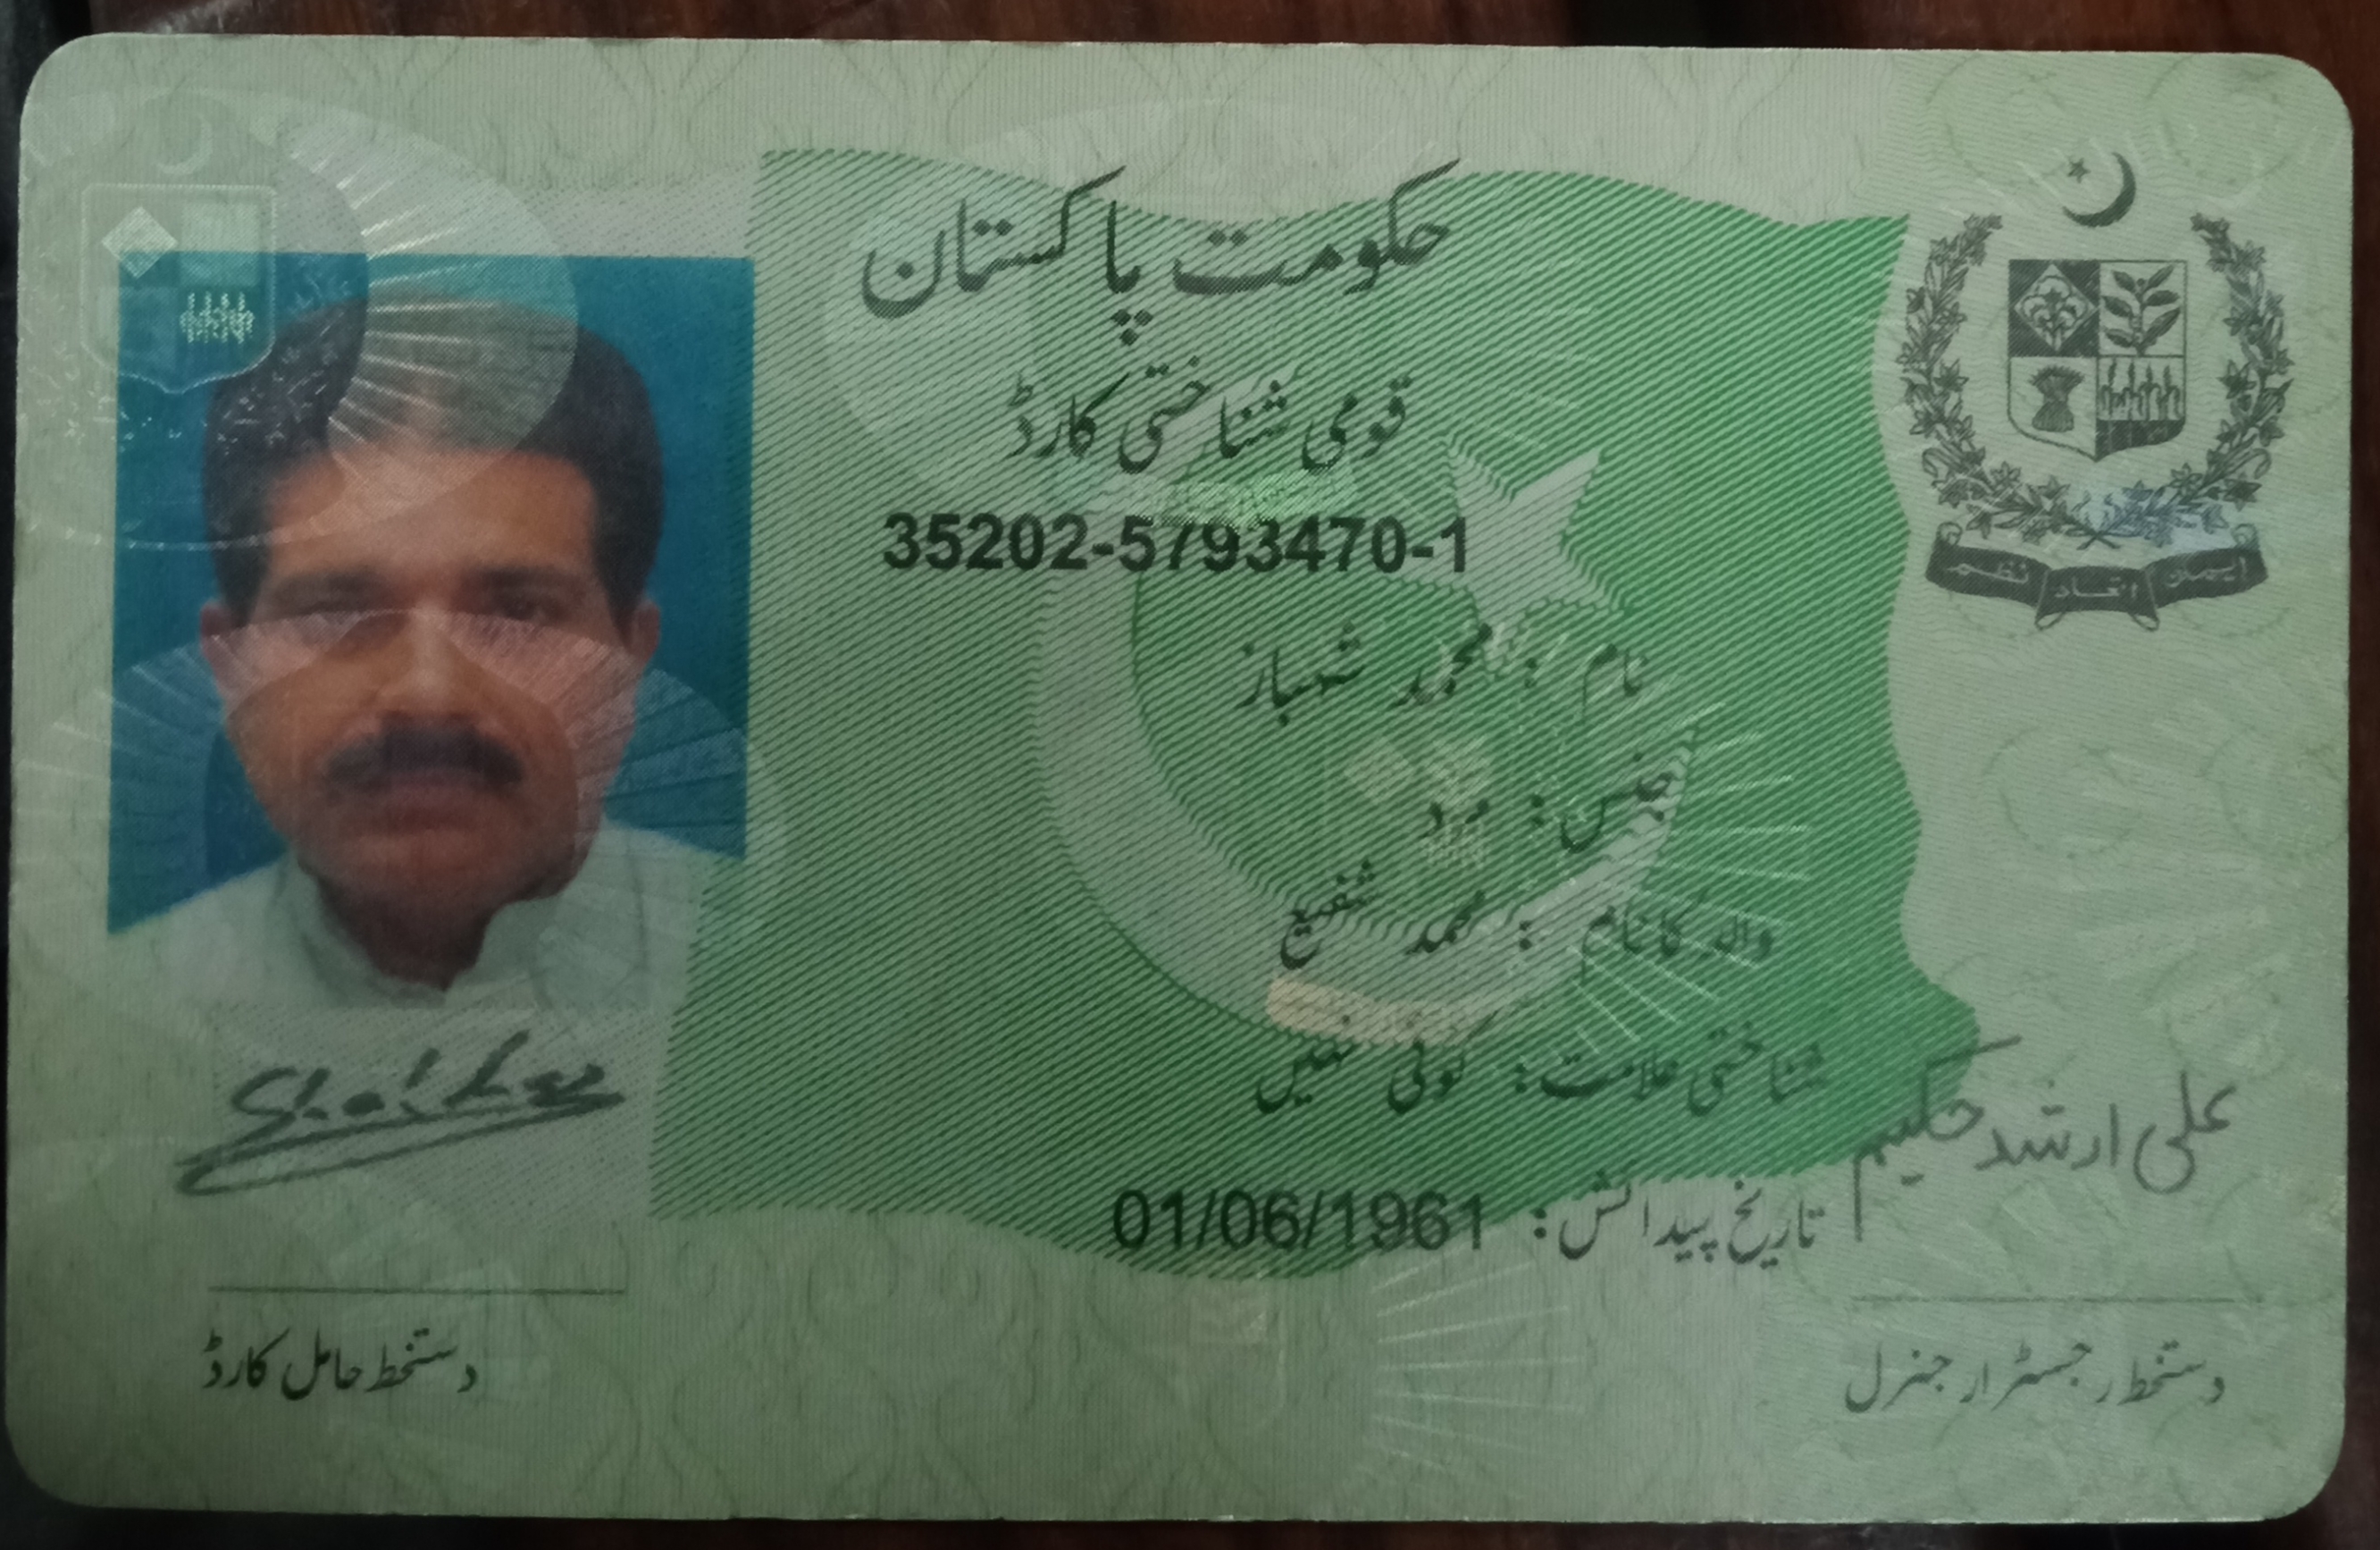 حکومت پاکستان
قومی شناختی کارڈ
35202-5793470-1
نام : محمد شہباز
جنس : مرد
والد کا نام : محمد شفیع
شناختی علامت : کوئی نہیں
تاریخ پیدائش : 01/06/1961
ایمان اتحاد نظم
علی ارشد حکیم
دستخط رجسٹرار جنرل
دستخط حامل کارڈ